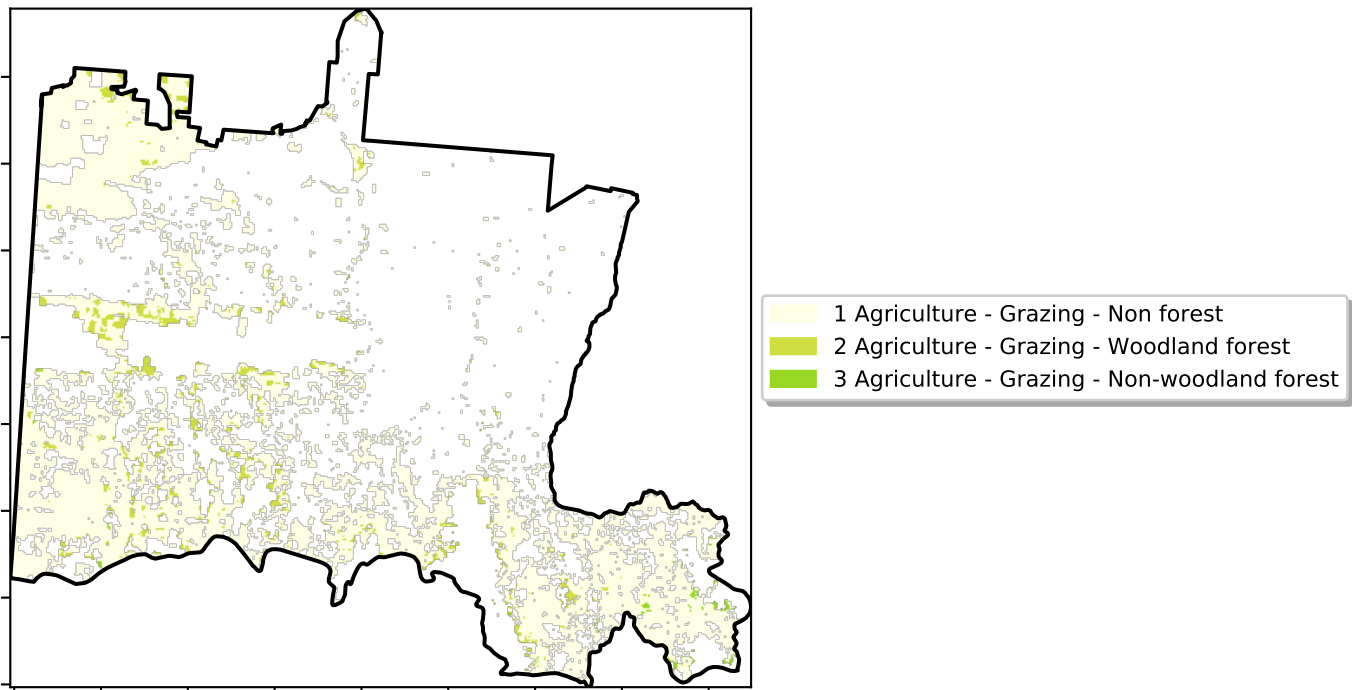 1 Agriculture - Grazing - Non forest
2 Agriculture - Grazing - Woodland forest
3 Agriculture - Grazing - Non-woodland forest